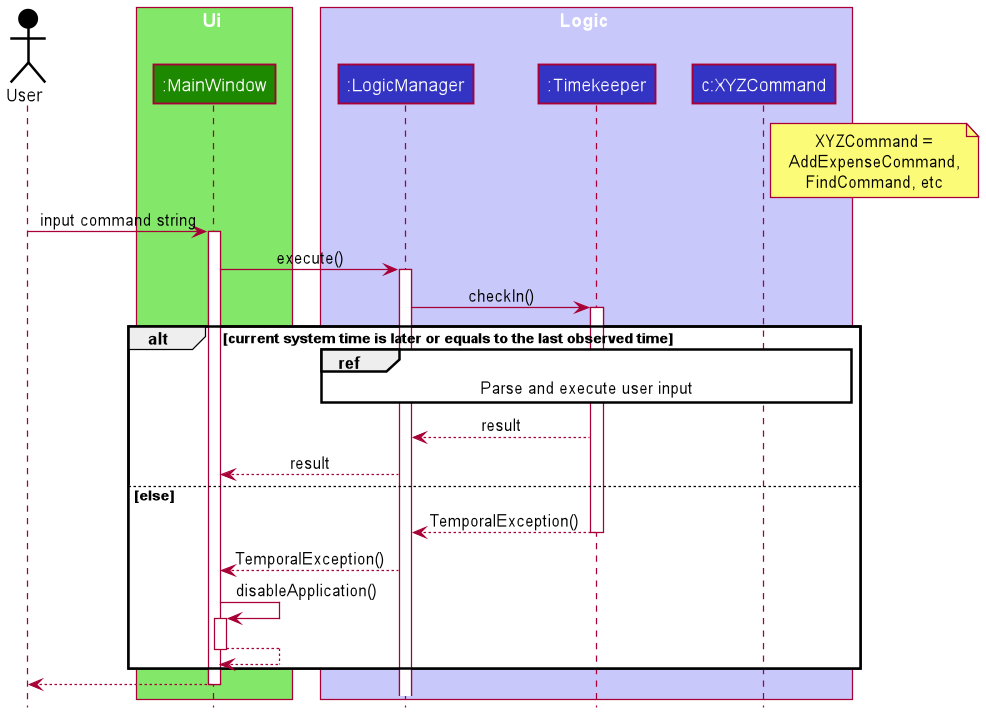 Ui
Logic
User
:MainWindow
:LogicManager
:Timekeeper
c:XYZCommand
XYZCommand =
AddExpenseCommand,
FindCommand, etc
input command string
execute()
checkIn()
alt
[current system time is later or equals to the last observed time]
ref
Parse and execute user input
result
result
[else]
TemporalException()
TemporalException()
disableApplication()